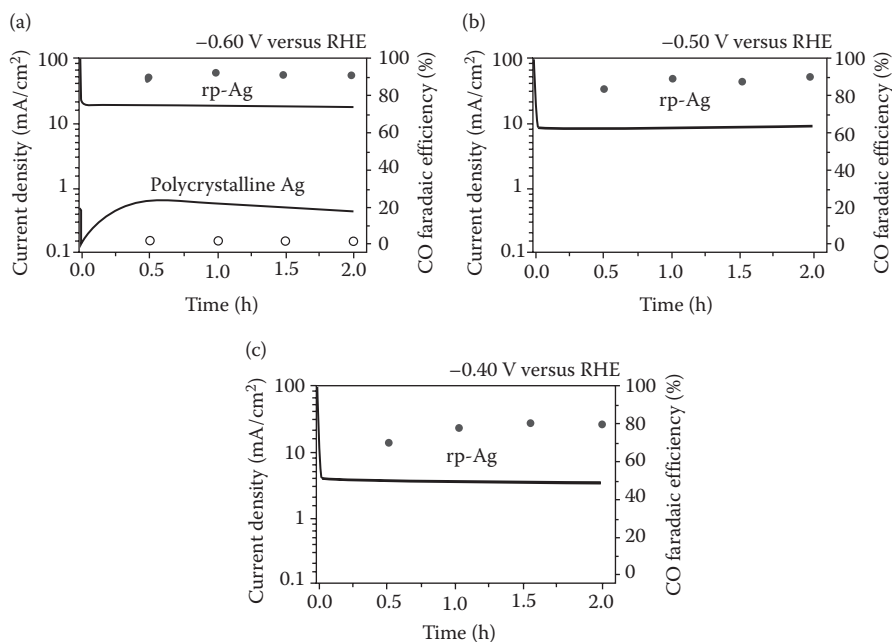 (a)
−0.60 V versus RHE
Current density (mA/cm²)
100
10
1
0.1
rp-Ag
Polycrystalline Ag
100
80
60
40
20
0
CO faradaic efficiency (%)
0.0 0.5 1.0 1.5 2.0
Time (h)
(b)
−0.50 V versus RHE
Current density (mA/cm²)
100
10
1
0.1
rp-Ag
100
80
60
40
20
0
CO faradaic efficiency (%)
0.0 0.5 1.0 1.5 2.0
Time (h)
(c)
−0.40 V versus RHE
Current density (mA/cm²)
100
10
1
0.1
rp-Ag
100
80
60
40
20
0
CO faradaic efficiency (%)
0.0 0.5 1.0 1.5 2.0
Time (h)